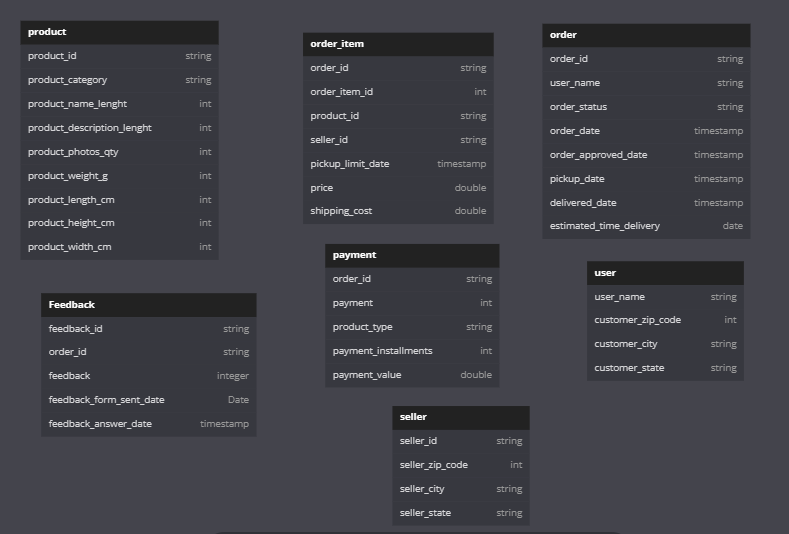 product
product_id string
product_category string
product_name_lenght int
product_description_lenght int
product_photos_qty int
product_weight_g int
product_length_cm int
product_height_cm int
product_width_cm int
order_item
order_id string
order_item_id int
product_id string
seller_id string
pickup_limit_date timestamp
price double
shipping_cost double
order
order_id string
user_name string
order_status string
order_date timestamp
order_approved_date timestamp
pickup_date timestamp
delivered_date timestamp
estimated_time_delivery date
Feedback
feedback_id string
order_id string
feedback integer
feedback_form_sent_date Date
feedback_answer_date timestamp
payment
order_id string
payment int
product_type string
payment_installments int
payment_value double
user
user_name string
customer_zip_code int
customer_city string
customer_state string
seller
seller_id string
seller_zip_code int
seller_city string
seller_state string